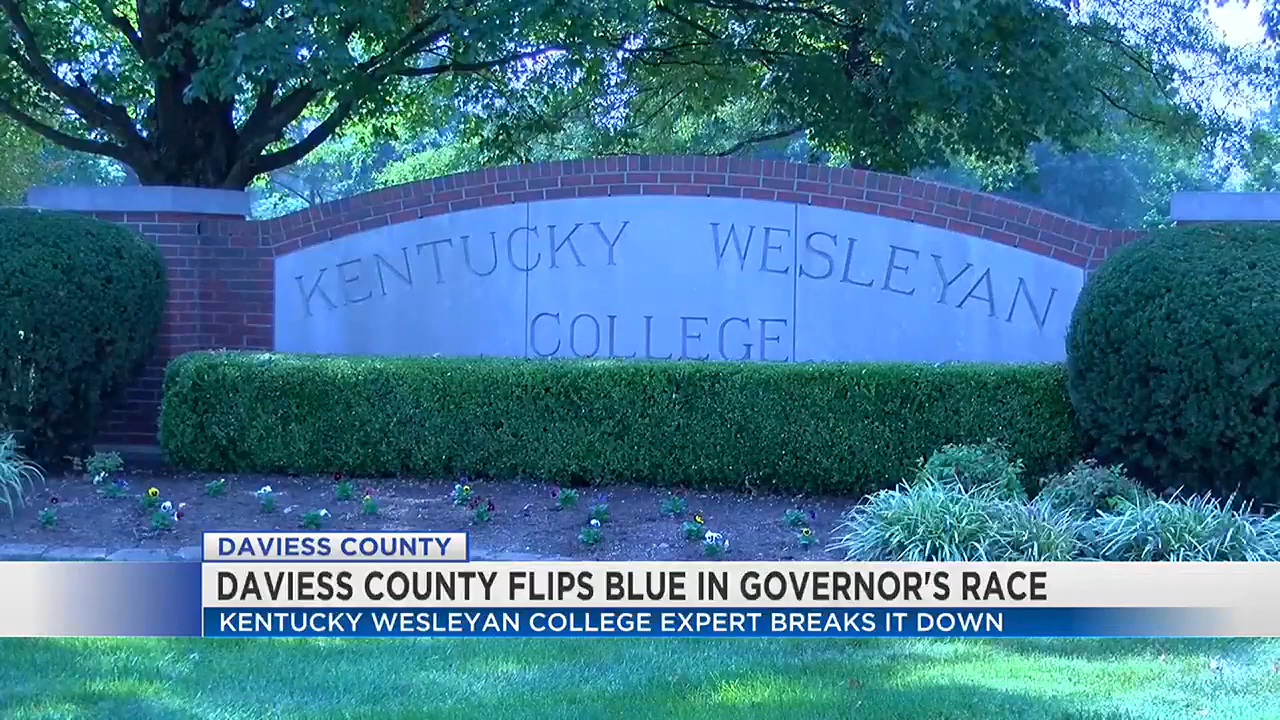 KENTUCKY WESLEYAN
COLLEGE
DAVIESS COUNTY
DAVIESS COUNTY FLIPS BLUE IN GOVERNOR'S RACE
KENTUCKY WESLEYAN COLLEGE EXPERT BREAKS IT DOWN